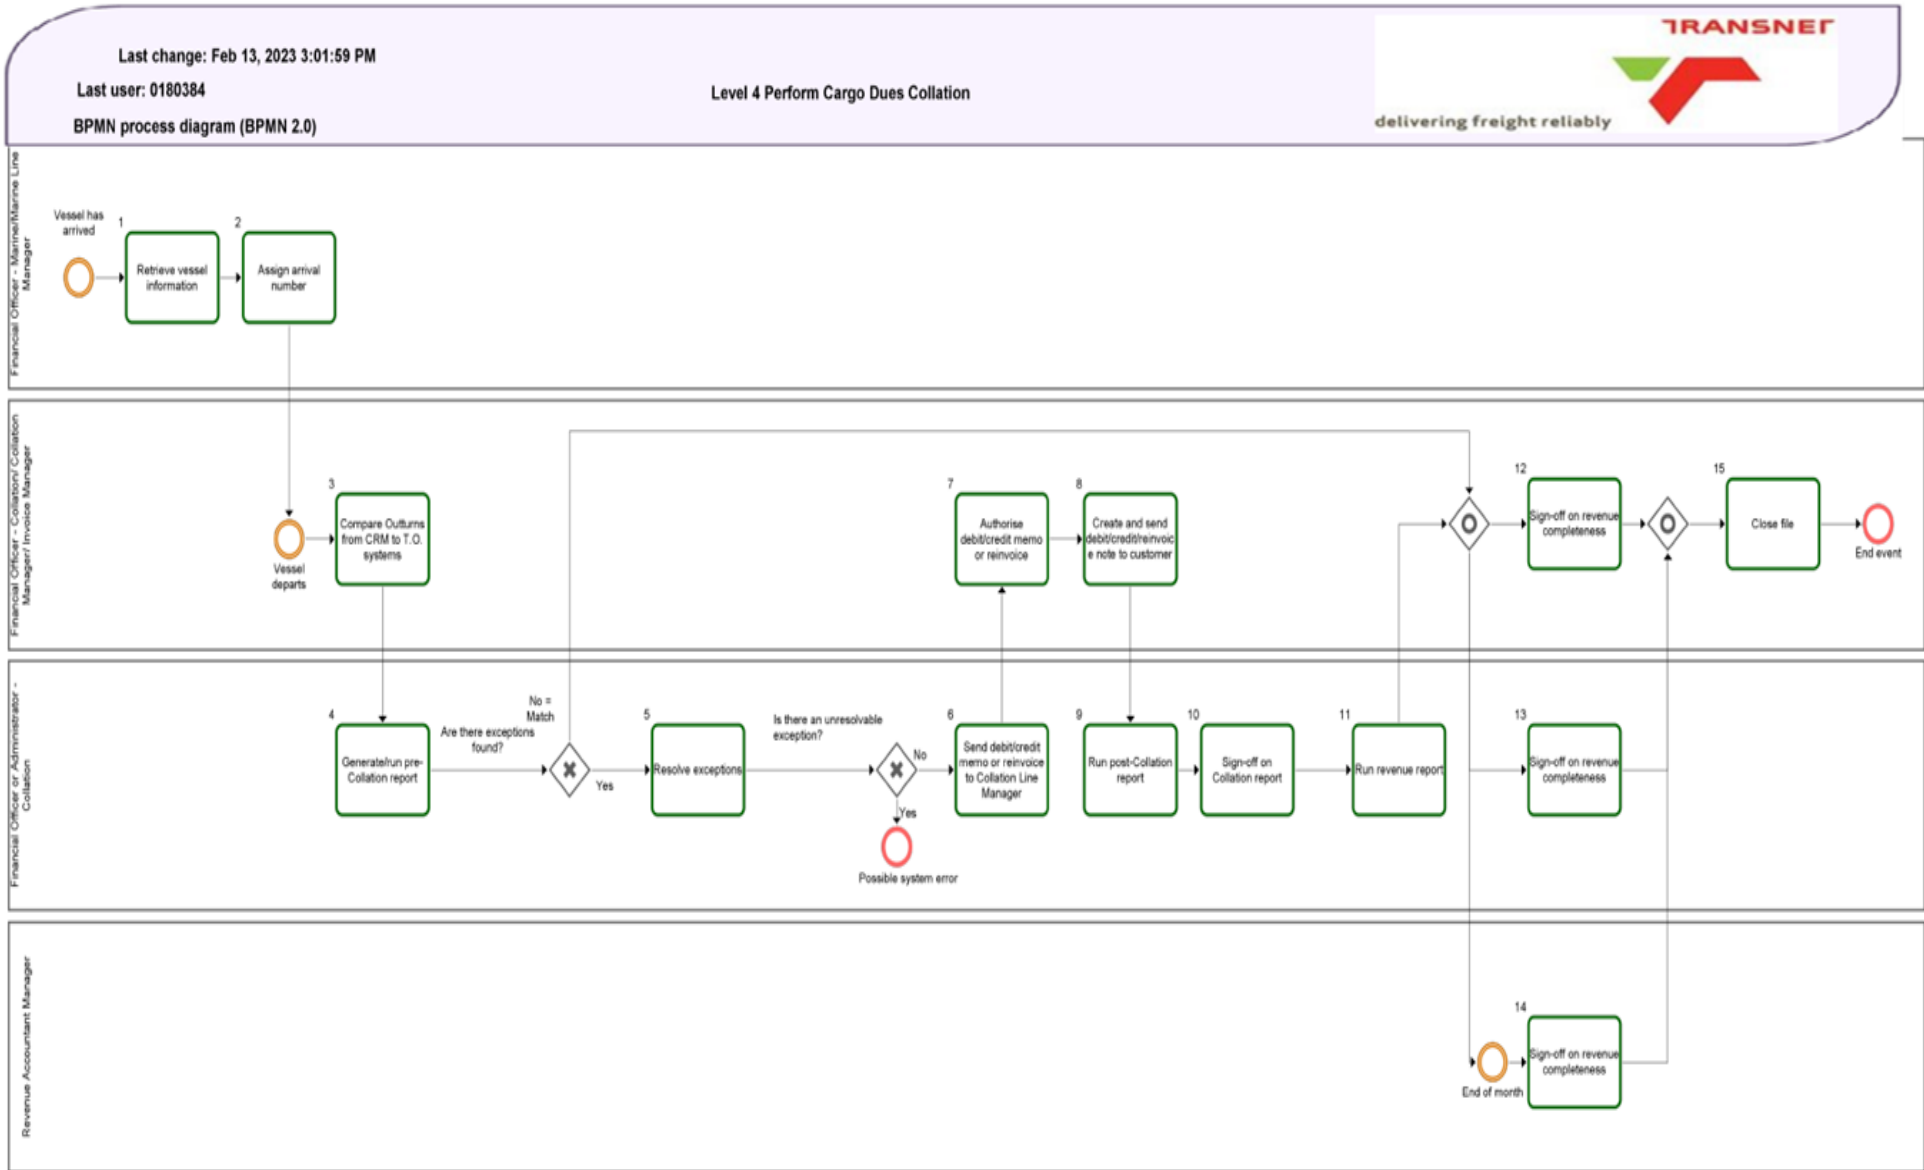 Last change: Feb 13, 2023 3:01:59 PM
Last user: 0180384
BPMN process diagram (BPMN 2.0)
Level 4 Perform Cargo Dues Collation
TRANSNET
delivering freight reliably
Financial Officer - Marine/Marine Line
Manager
Vessel has
arrived
1
Retrieve vessel
information
2
Assign arrival
number
Financial Officer - Collation/ Collation
Manager/ Invoice Manager
Vessel
departs
3
Compare Outturns
from CRM to T.O.
systems
7
Authorise
debit/credit memo
or reinvoice
8
Create and send
debit/credit/reinvoic
e note to customer
12
Sign-off on revenue
completeness
15
Close file
End event
Financial Officer or Administrator -
Collation
4
Generate/run pre-
Collation report
Are there exceptions
found?
No =
Match
Yes
5
Resolve exceptions
Is there an unresolvable
exception?
No
Yes
Possible system error
6
Send debit/credit
memo or reinvoice
to Collation Line
Manager
9
Run post-Collation
report
10
Sign-off on
Collation report
11
Run revenue report
13
Sign-off on revenue
completeness
Revenue Accountant Manager
End of month
14
Sign-off on revenue
completeness